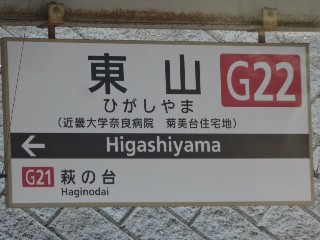 東山 G22
ひがしやま
(近畿大学奈良病院 菊美台住宅地)
← Higashiyama
G21 萩の台
Haginodai